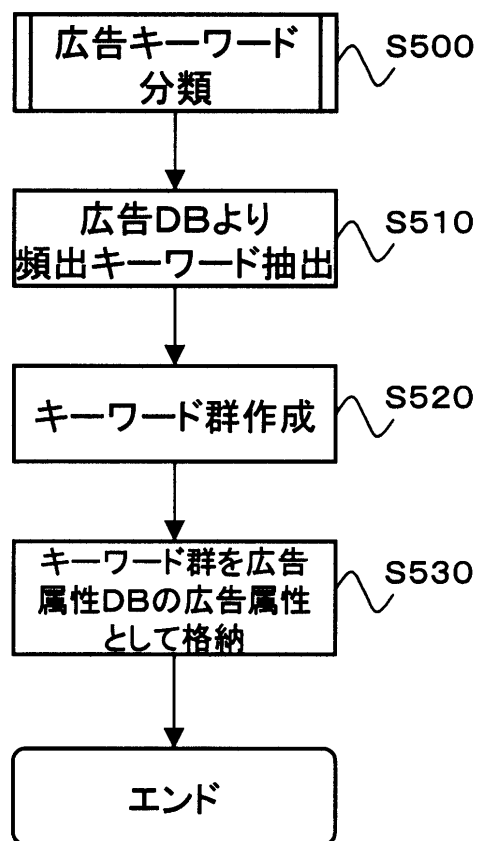 広告キーワード
分類
S500
広告DBより
頻出キーワード抽出
S510
キーワード群作成
S520
キーワード群を広告
属性DBの広告属性
として格納
S530
エンド